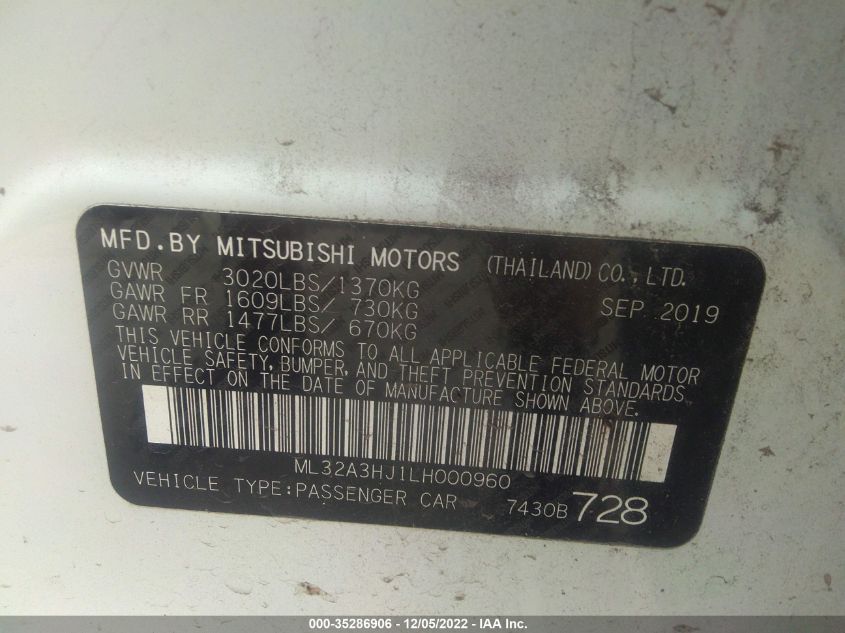 MFD.BY MITSUBISHI MOTORS (THAILAND) CO., LTD.
GVWR 3020LBS/1370KG SEP 2019
GAWR FR 1609LBS/ 730KG
GAWR RR 1477LBS/ 670KG
THIS VEHICLE CONFORMS TO ALL APPLICABLE FEDERAL MOTOR
VEHICLE SAFETY, BUMPER, AND THEFT PREVENTION STANDARDS
IN EFFECT ON THE DATE OF MANUFACTURE SHOWN ABOVE.
ML32A3HJ1LH000960
VEHICLE TYPE:PASSENGER CAR 7430B 728
000-35286906 - 12/05/2022 - IAA Inc.